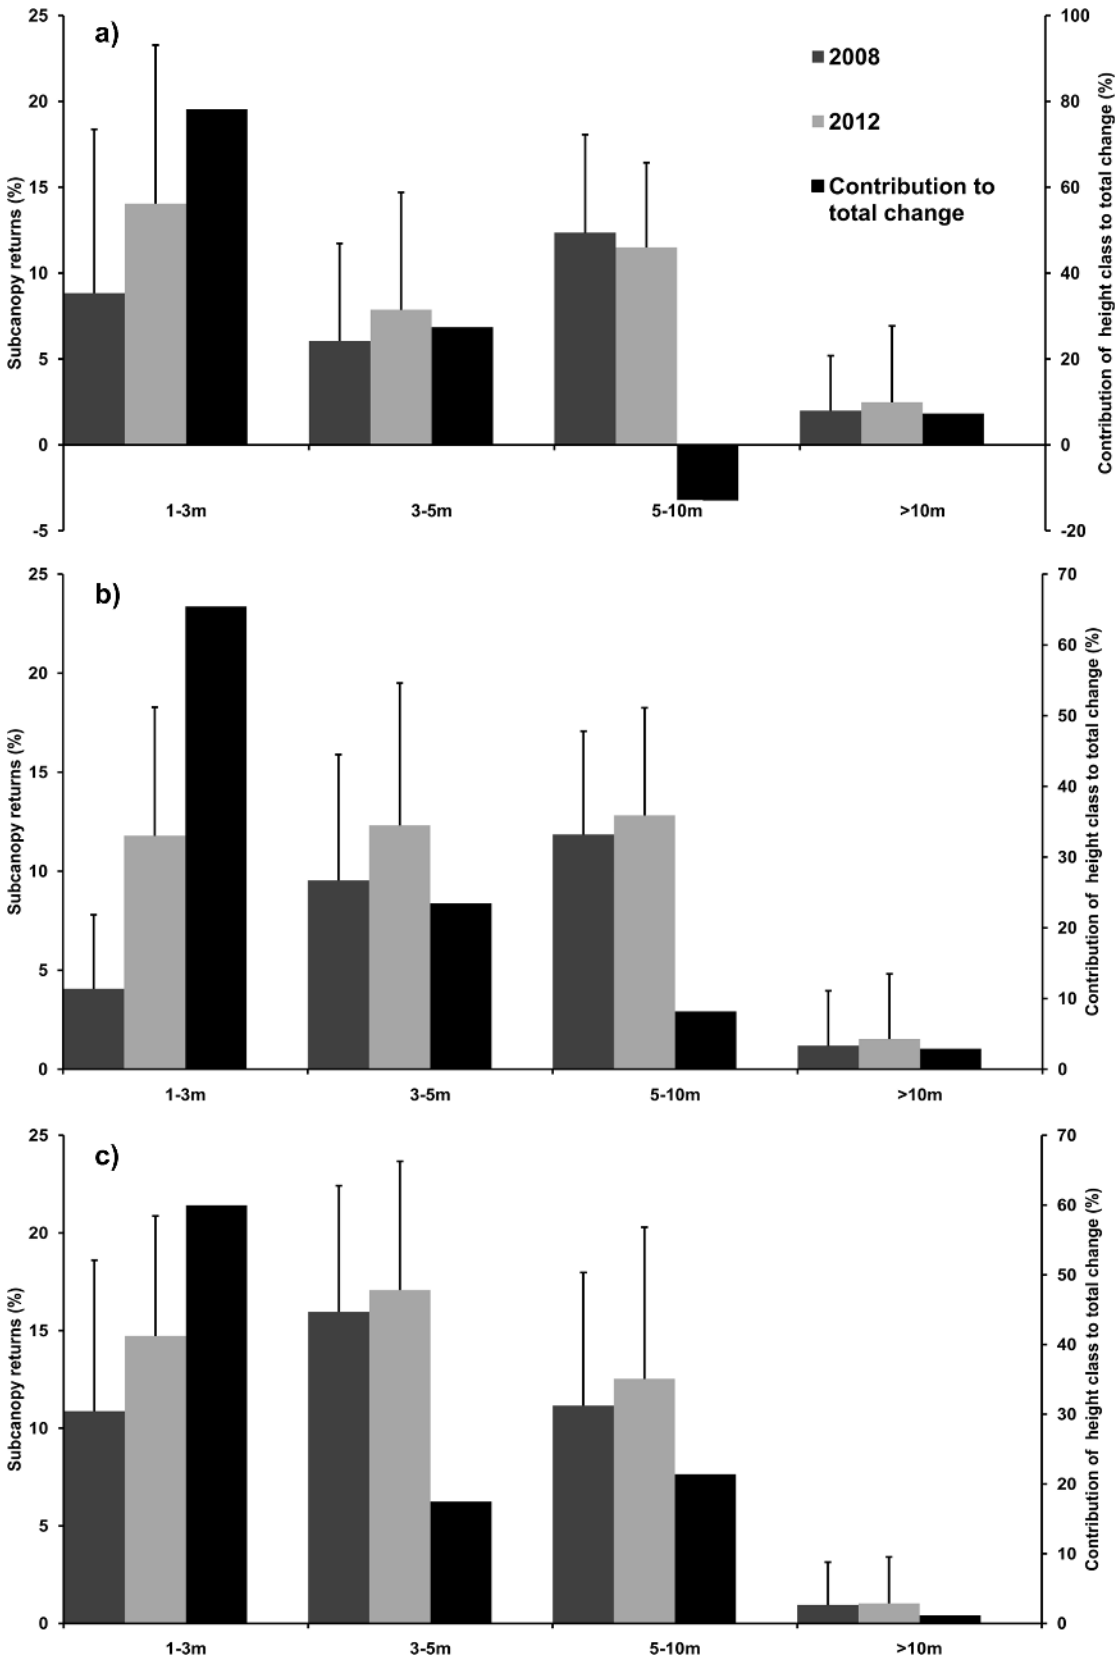 a)
25
20
15
10
5
0
-5
Subcanopy returns (%)
2008
2012
Contribution to
total change
100
80
60
40
20
0
-20
Contribution of height class to total change (%)
1-3m
3-5m
5-10m
>10m
b)
25
20
15
10
5
0
Subcanopy returns (%)
70
60
50
40
30
20
10
0
Contribution of height class to total change (%)
1-3m
3-5m
5-10m
>10m
c)
25
20
15
10
5
0
Subcanopy returns (%)
70
60
50
40
30
20
10
0
Contribution of height class to total change (%)
1-3m
3-5m
5-10m
>10m